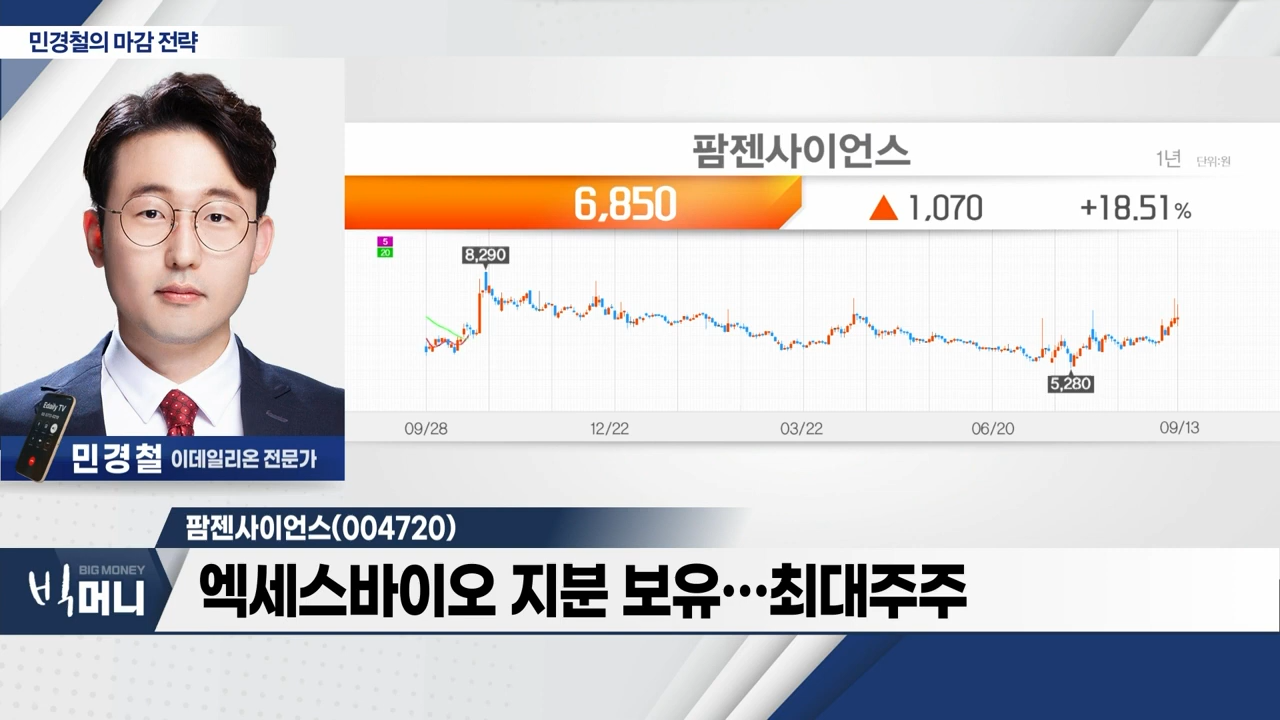 민경철의 마감 전략
팜젠사이언스
1년 단위:원
6,850 ▲ 1,070 +18.51%
5
20
8,290
5,280
09/28 12/22 03/22 06/20 09/13
Edaily TV
민경철 이데일리온 전문가
팜젠사이언스(004720)
BIG MONEY
빅머니
엑세스바이오 지분 보유…최대주주